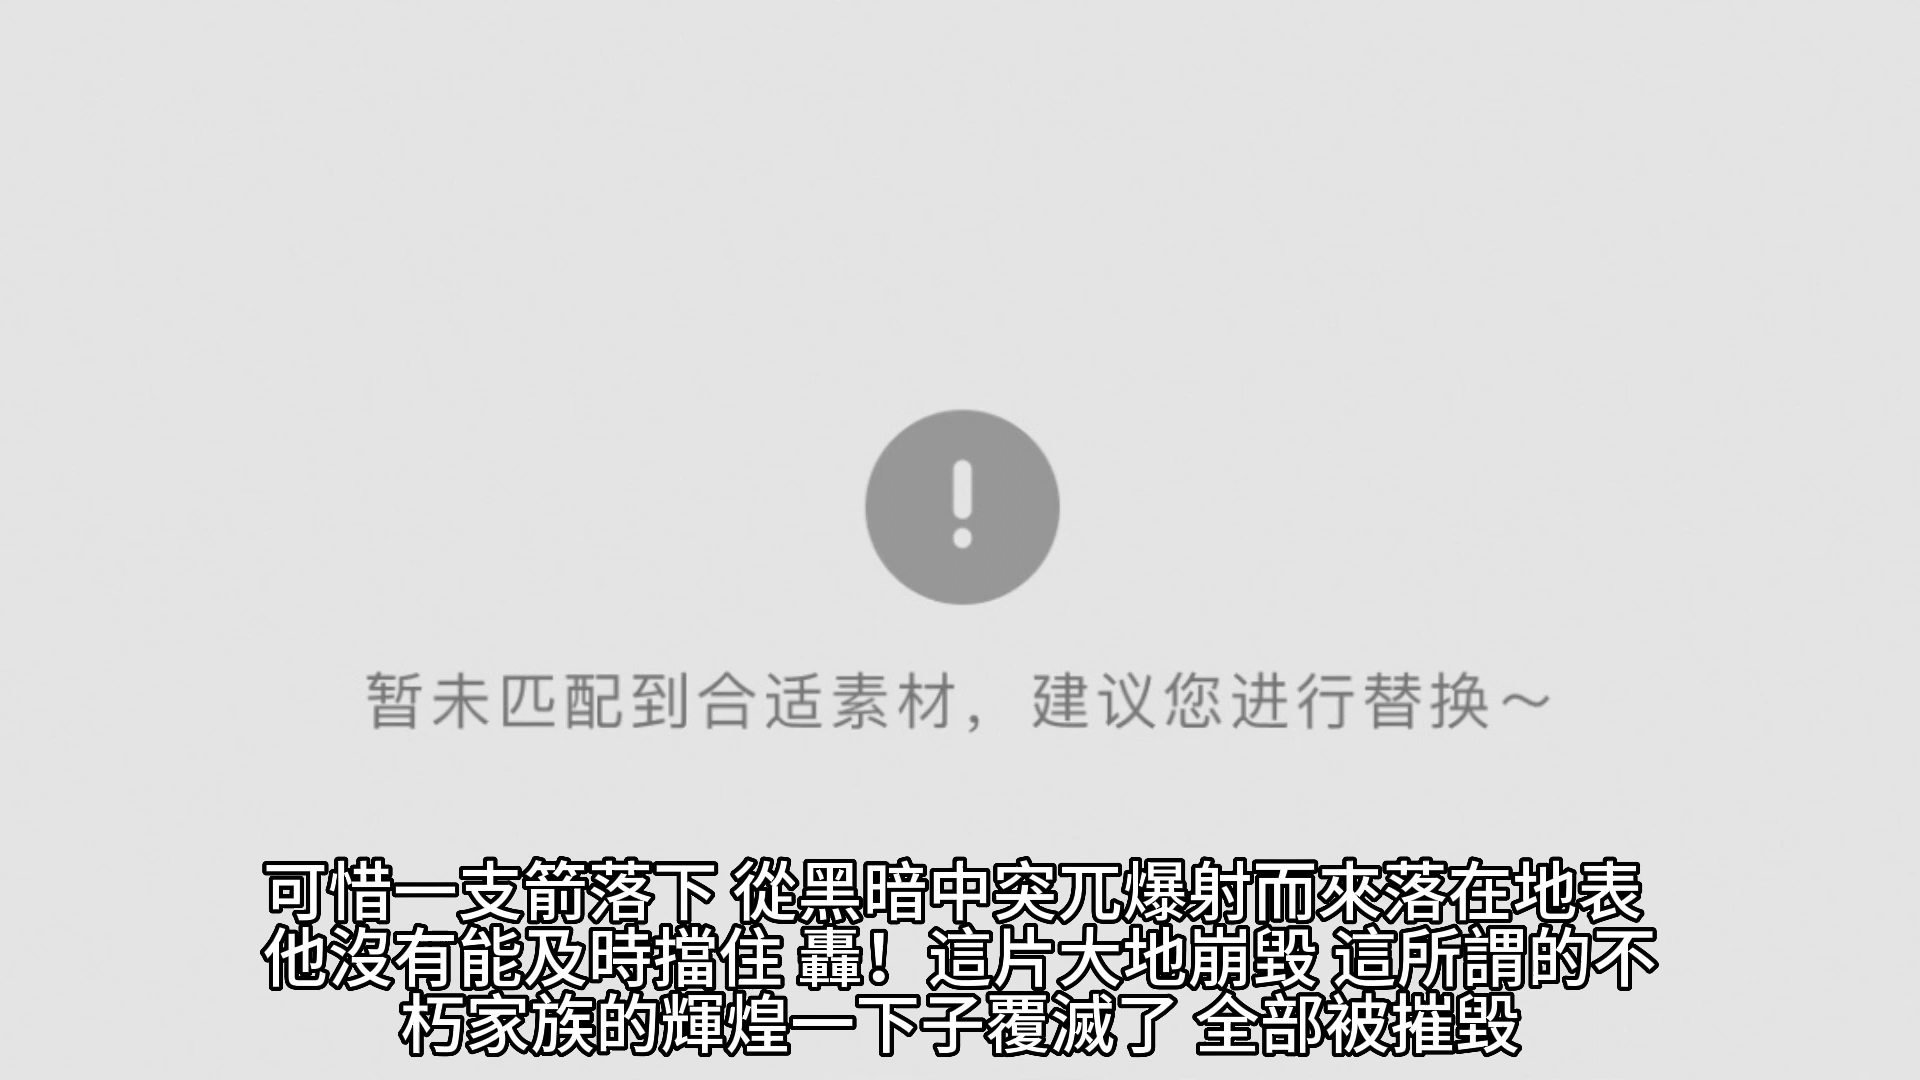 暂未匹配到合适素材，建议您进行替换～
可惜一支箭落下 從黑暗中突兀爆射而來落在地表
他沒有能及時擋住 轟！這片大地崩毀 這所謂的不
朽家族的輝煌一下子覆滅了 全部被摧毀